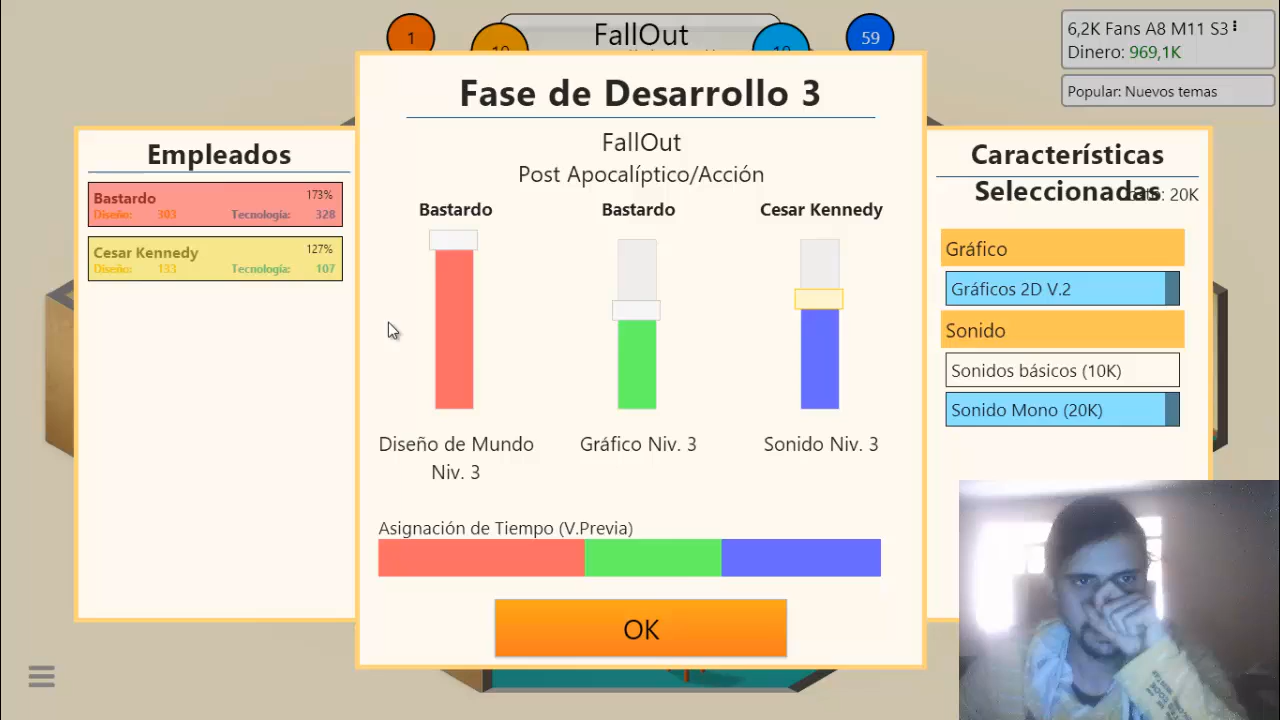 1
FallOut
59
6,2K Fans A8 M11 S3
Dinero: 969,1K
Popular: Nuevos temas
Fase de Desarrollo 3
FallOut
Post Apocalíptico/Acción
Empleados
Bastardo 173%
Diseño: 303 Tecnología: 328
Cesar Kennedy 127%
Diseño: 133 Tecnología: 107
Bastardo Bastardo Cesar Kennedy
Diseño de Mundo Niv. 3
Gráfico Niv. 3
Sonido Niv. 3
Asignación de Tiempo (V.Previa)
OK
Características
Seleccionadas
20K
Gráfico
Gráficos 2D V.2
Sonido
Sonidos básicos (10K)
Sonido Mono (20K)